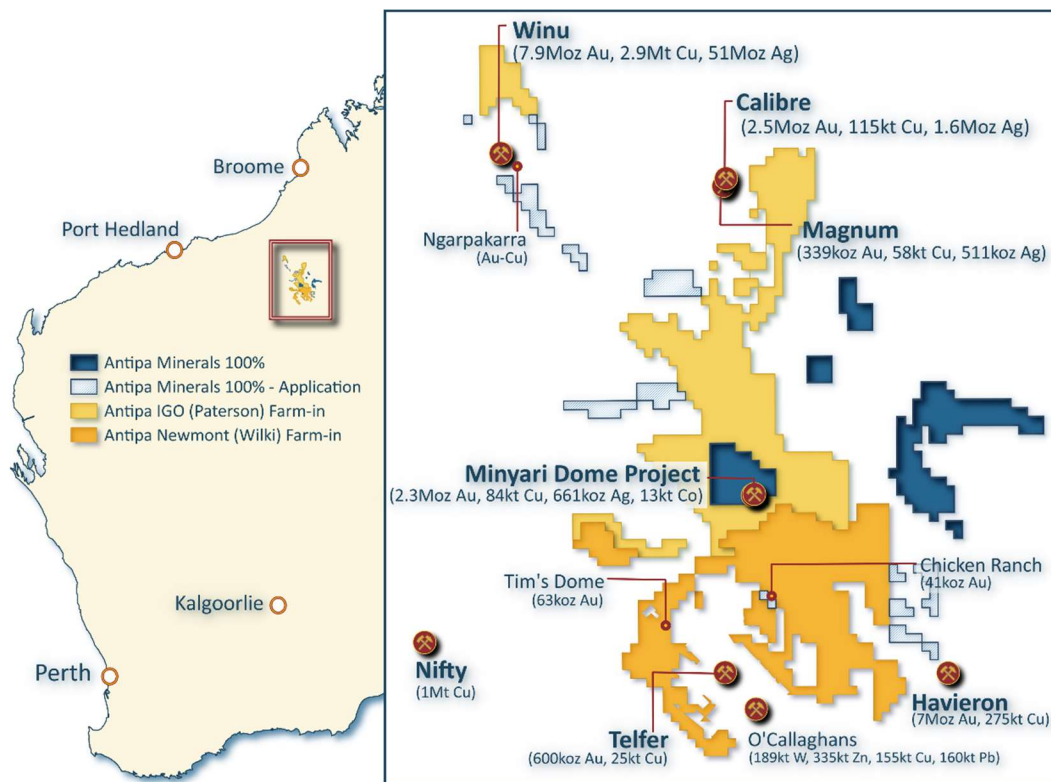 Broome
Port Hedland
Antipa Minerals 100%
Antipa Minerals 100% - Application
Antipa IGO (Paterson) Farm-in
Antipa Newmont (Wilki) Farm-in
Kalgoorlie
Perth
Winu
(7.9Moz Au, 2.9Mt Cu, 51Moz Ag)
Calibre
(2.5Moz Au, 115kt Cu, 1.6Moz Ag)
Ngarpakarra
(Au-Cu)
Magnum
(339koz Au, 58kt Cu, 511koz Ag)
Minyari Dome Project
(2.3Moz Au, 84kt Cu, 661koz Ag, 13kt Co)
Tim's Dome
(63koz Au)
Chicken Ranch
(41koz Au)
Nifty
(1Mt Cu)
Havieron
(7Moz Au, 275kt Cu)
Telfer
(600koz Au, 25kt Cu)
O'Callaghans
(189kt W, 335kt Zn, 155kt Cu, 160kt Pb)